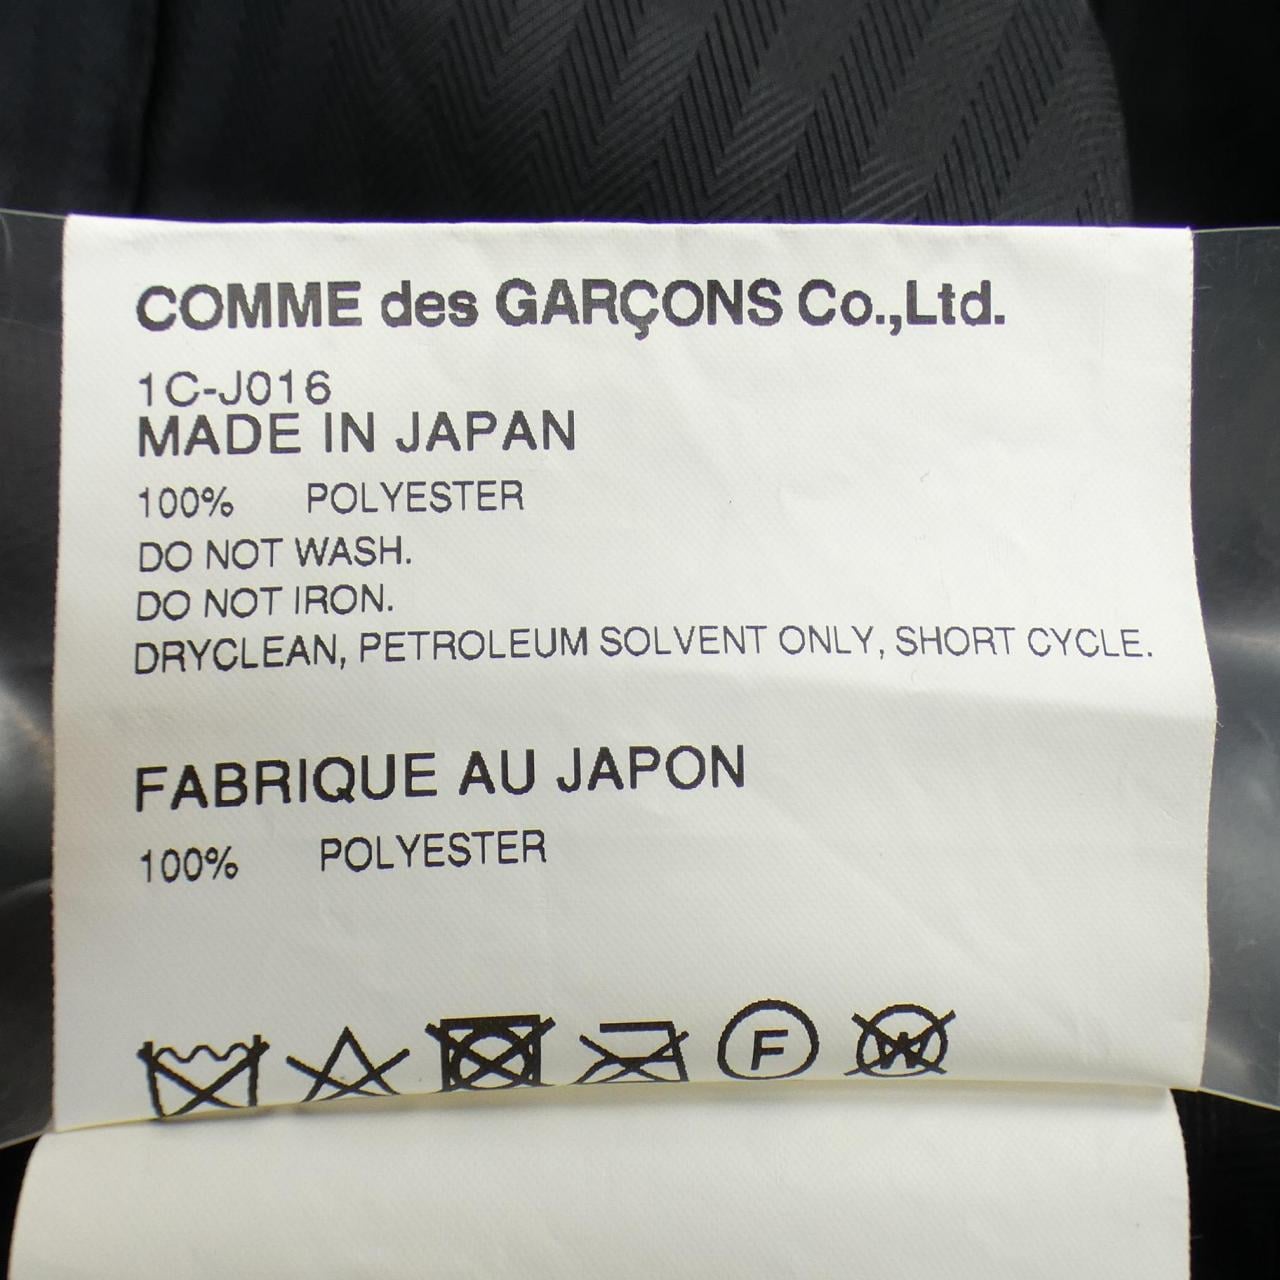 COMME des GARÇONS Co.,Ltd.
1C-J016
MADE IN JAPAN
100% POLYESTER
DO NOT WASH.
DO NOT IRON.
DRYCLEAN, PETROLEUM SOLVENT ONLY, SHORT CYCLE.
FABRIQUE AU JAPON
100% POLYESTER
F W